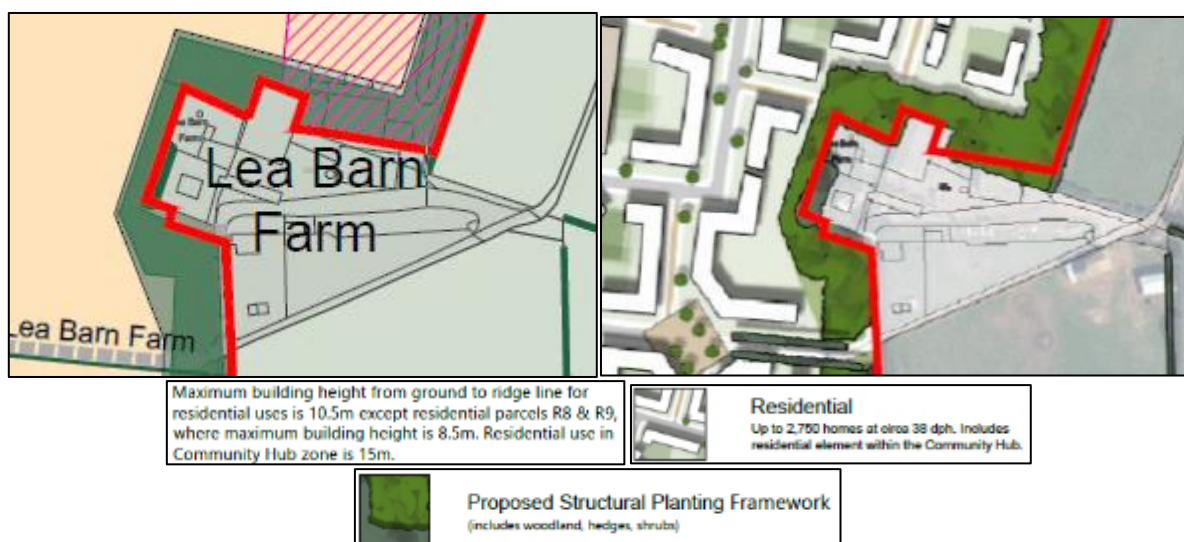 Lea Barn
Farm
Lea Barn
Farm
Lea Barn Farm
Maximum building height from ground to ridge line for
residential uses is 10.5m except residential parcels R8 & R9,
where maximum building height is 8.5m. Residential use in
Community Hub zone is 15m.
Residential
Up to 2,750 homes at circa 38 dph. Includes
residential element within the Community Hub.
Proposed Structural Planting Framework
(includes woodland, hedges, shrubs)